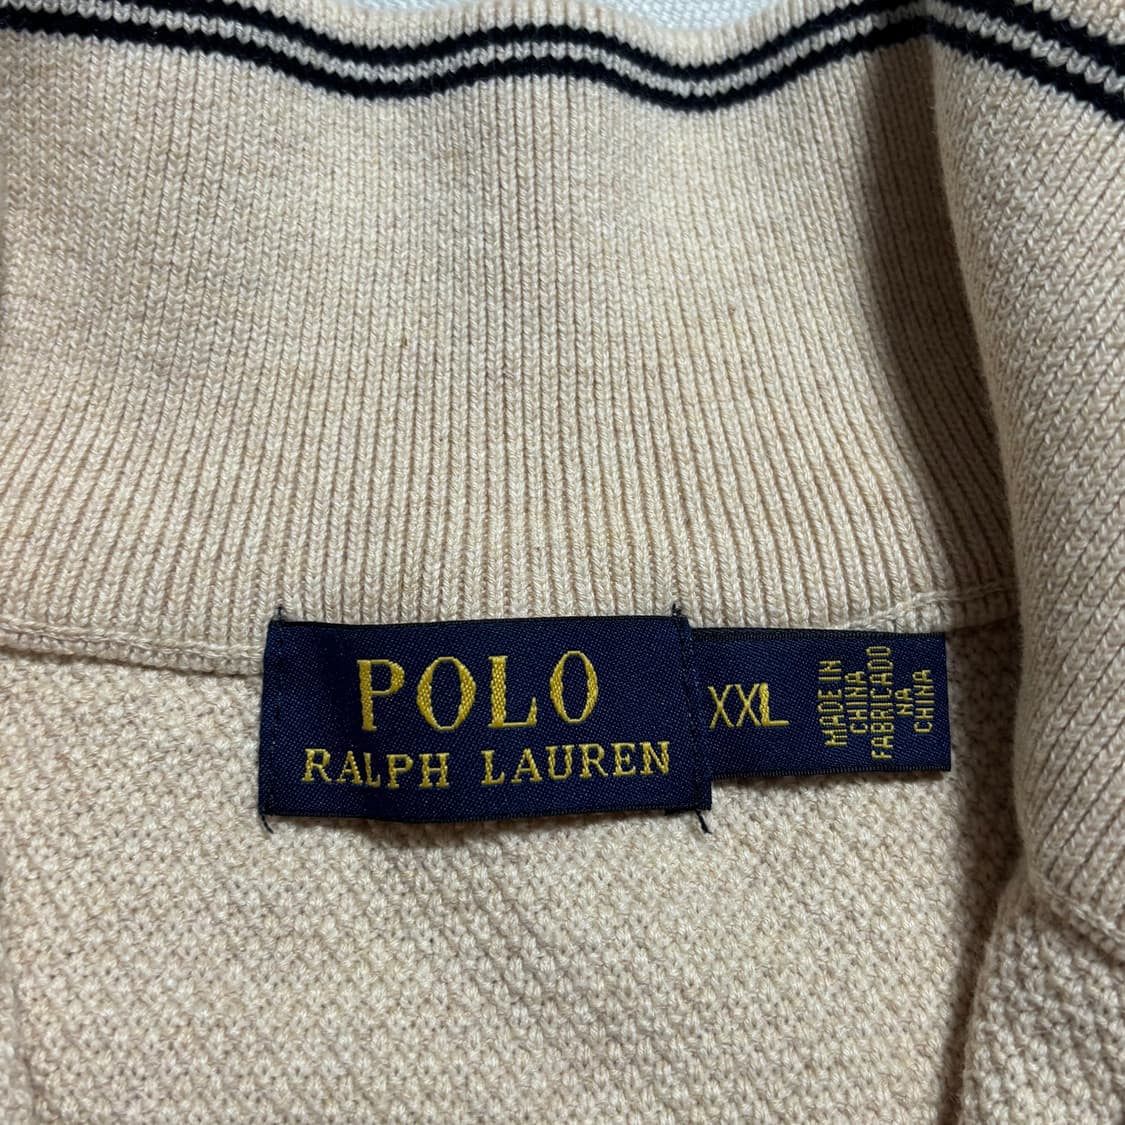 POLO
RALPH LAUREN
XXL
MADE IN
CHINA
FABRICADO
NA
CHINA